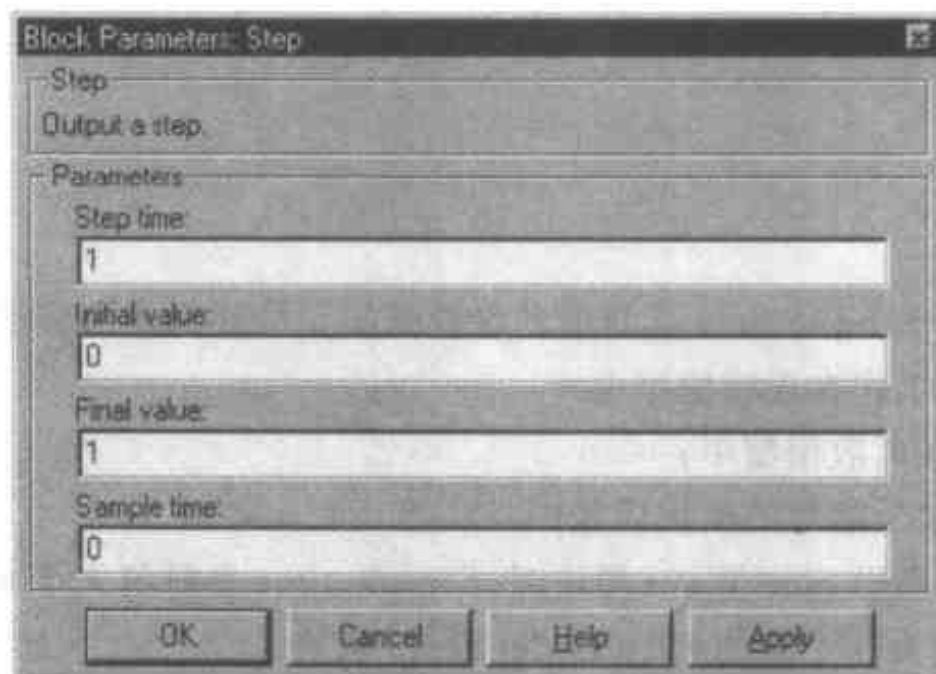 Block Parameters: Step
Step
Output a step.
Parameters
Step time:
1
Initial value:
0
Final value:
1
Sample time:
0
OK
Cancel
Help
Apply